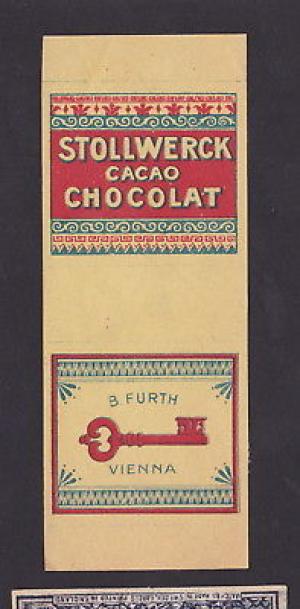 STOLLWERCK
CACAO
CHOCOLAT
B. FURTH
VIENNA